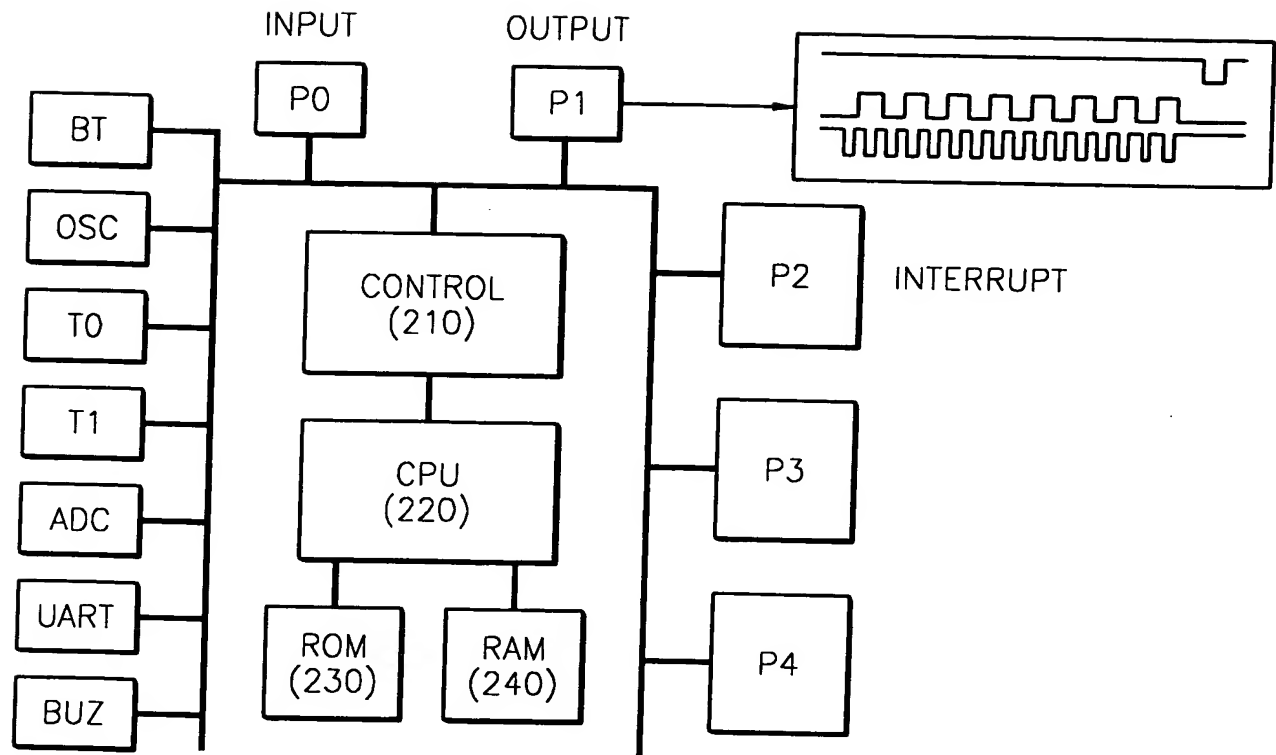 INPUT
OUTPUT
P0
P1
BT
OSC
T0
T1
ADC
UART
BUZ
CONTROL
(210)
CPU
(220)
ROM
(230)
RAM
(240)
P2
INTERRUPT
P3
P4